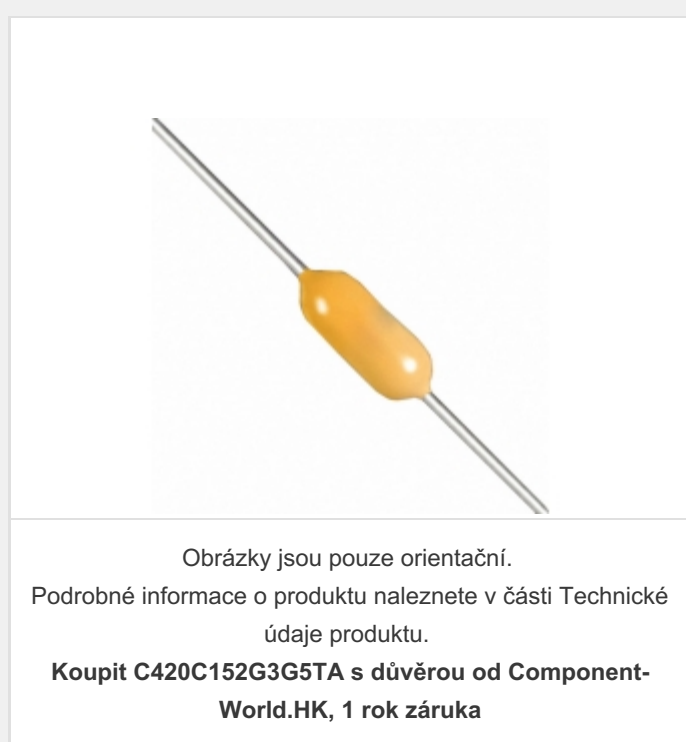 Obrázky jsou pouze orientační.
Podrobné informace o produktu naleznete v části Technické
údaje produktu.
Koupit C420C152G3G5TA s důvěrou od Component-
World.HK, 1 rok záruka